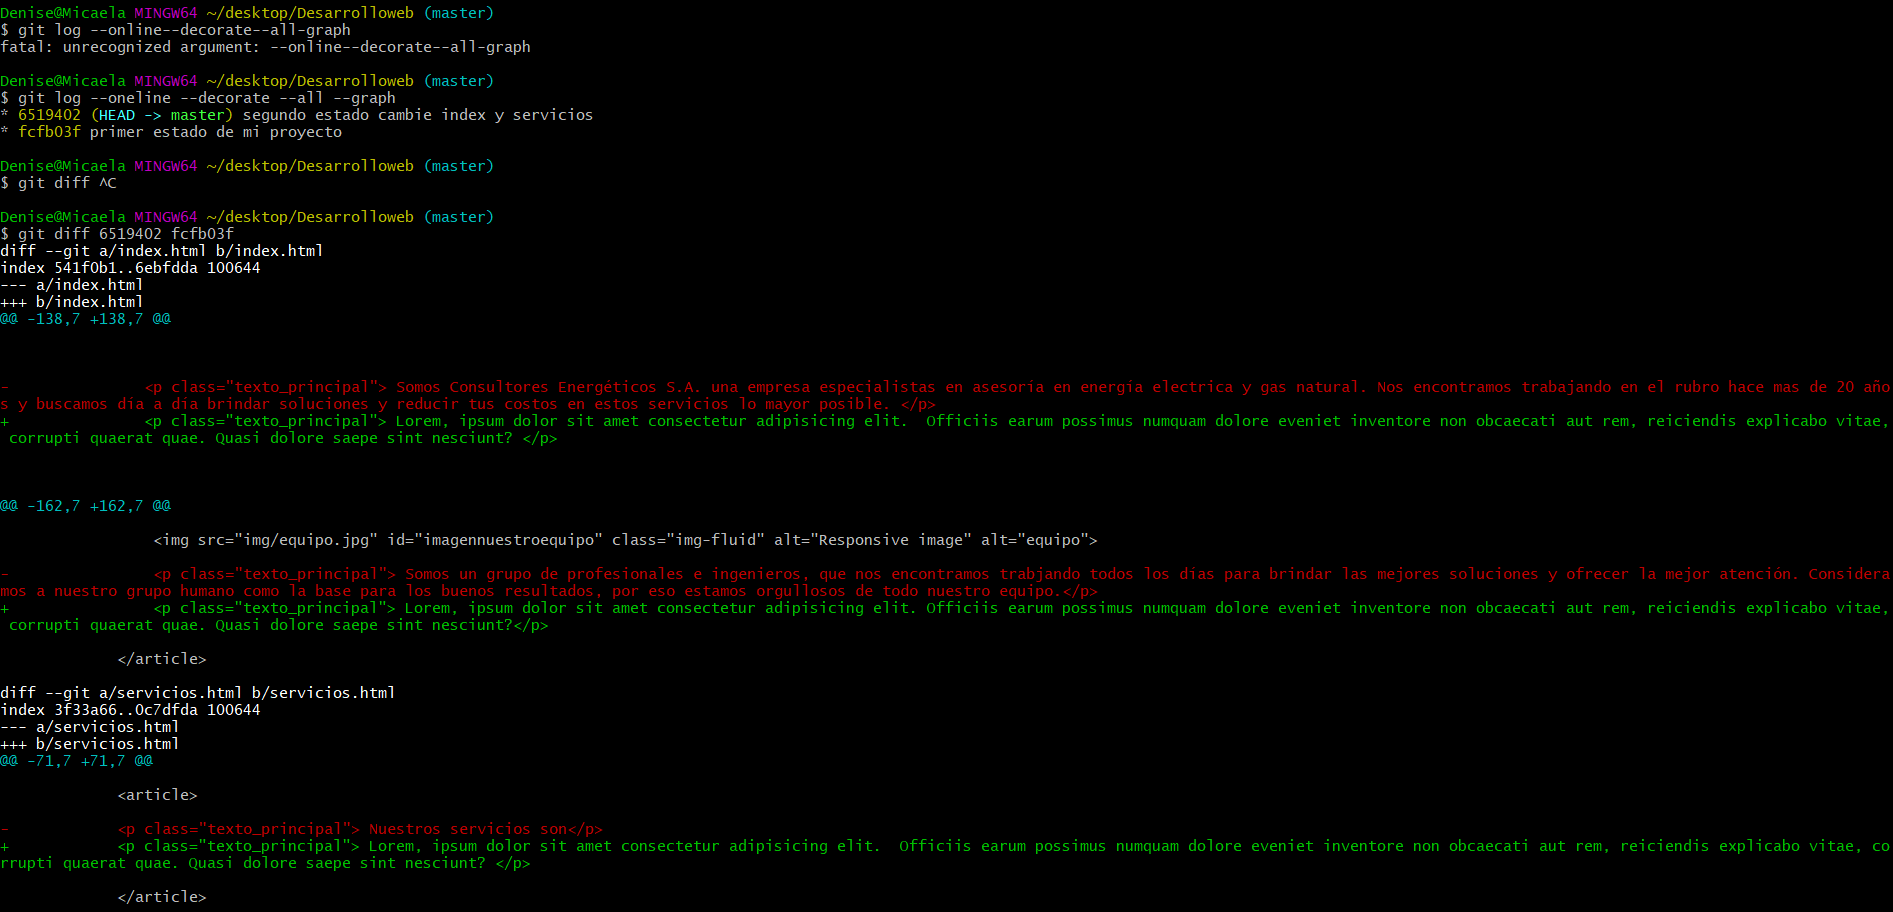 Denise@Micaela MINGW64 ~/desktop/Desarrolloweb (master)
$ git log --online--decorate--all-graph
fatal: unrecognized argument: --online--decorate--all-graph
Denise@Micaela MINGW64 ~/desktop/Desarrolloweb (master)
$ git log --oneline --decorate --all --graph
* 6519402 (HEAD -> master) segundo estado cambie index y servicios
* fcfb03f primer estado de mi proyecto
Denise@Micaela MINGW64 ~/desktop/Desarrolloweb (master)
$ git diff ^C
Denise@Micaela MINGW64 ~/desktop/Desarrolloweb (master)
$ git diff 6519402 fcfb03f
diff --git a/index.html b/index.html
index 541f0b1..6ebfdda 100644
--- a/index.html
+++ b/index.html
@@ -138,7 +138,7 @@
-                <p class="texto_principal"> Somos Consultores Energéticos S.A. una empresa especialistas en asesoría en energía electrica y gas natural. Nos encontramos trabajando en el rubro hace mas de 20 año
s y buscamos día a día brindar soluciones y reducir tus costos en estos servicios lo mayor posible. </p>
+                <p class="texto_principal"> Lorem, ipsum dolor sit amet consectetur adipisicing elit.  Officiis earum possimus numquam dolore eveniet inventore non obcaecati aut rem, reiciendis explicabo vitae,
 corrupti quaerat quae. Quasi dolore saepe sint nesciunt? </p>
@@ -162,7 +162,7 @@
                 <img src="img/equipo.jpg" id="imagennuestroequipo" class="img-fluid" alt="Responsive image" alt="equipo">
-                <p class="texto_principal"> Somos un grupo de profesionales e ingenieros, que nos encontramos trabjando todos los días para brindar las mejores soluciones y ofrecer la mejor atención. Considera
mos a nuestro grupo humano como la base para los buenos resultados, por eso estamos orgullosos de todo nuestro equipo.</p>
+                <p class="texto_principal"> Lorem, ipsum dolor sit amet consectetur adipisicing elit. Officiis earum possimus numquam dolore eveniet inventore non obcaecati aut rem, reiciendis explicabo vitae,
 corrupti quaerat quae. Quasi dolore saepe sint nesciunt?</p>
             </article>
diff --git a/servicios.html b/servicios.html
index 3f33a66..0c7dfda 100644
--- a/servicios.html
+++ b/servicios.html
@@ -71,7 +71,7 @@
             <article>
-            <p class="texto_principal"> Nuestros servicios son</p>
+            <p class="texto_principal"> Lorem, ipsum dolor sit amet consectetur adipisicing elit.  Officiis earum possimus numquam dolore eveniet inventore non obcaecati aut rem, reiciendis explicabo vitae, co
rrupti quaerat quae. Quasi dolore saepe sint nesciunt? </p>
             </article>